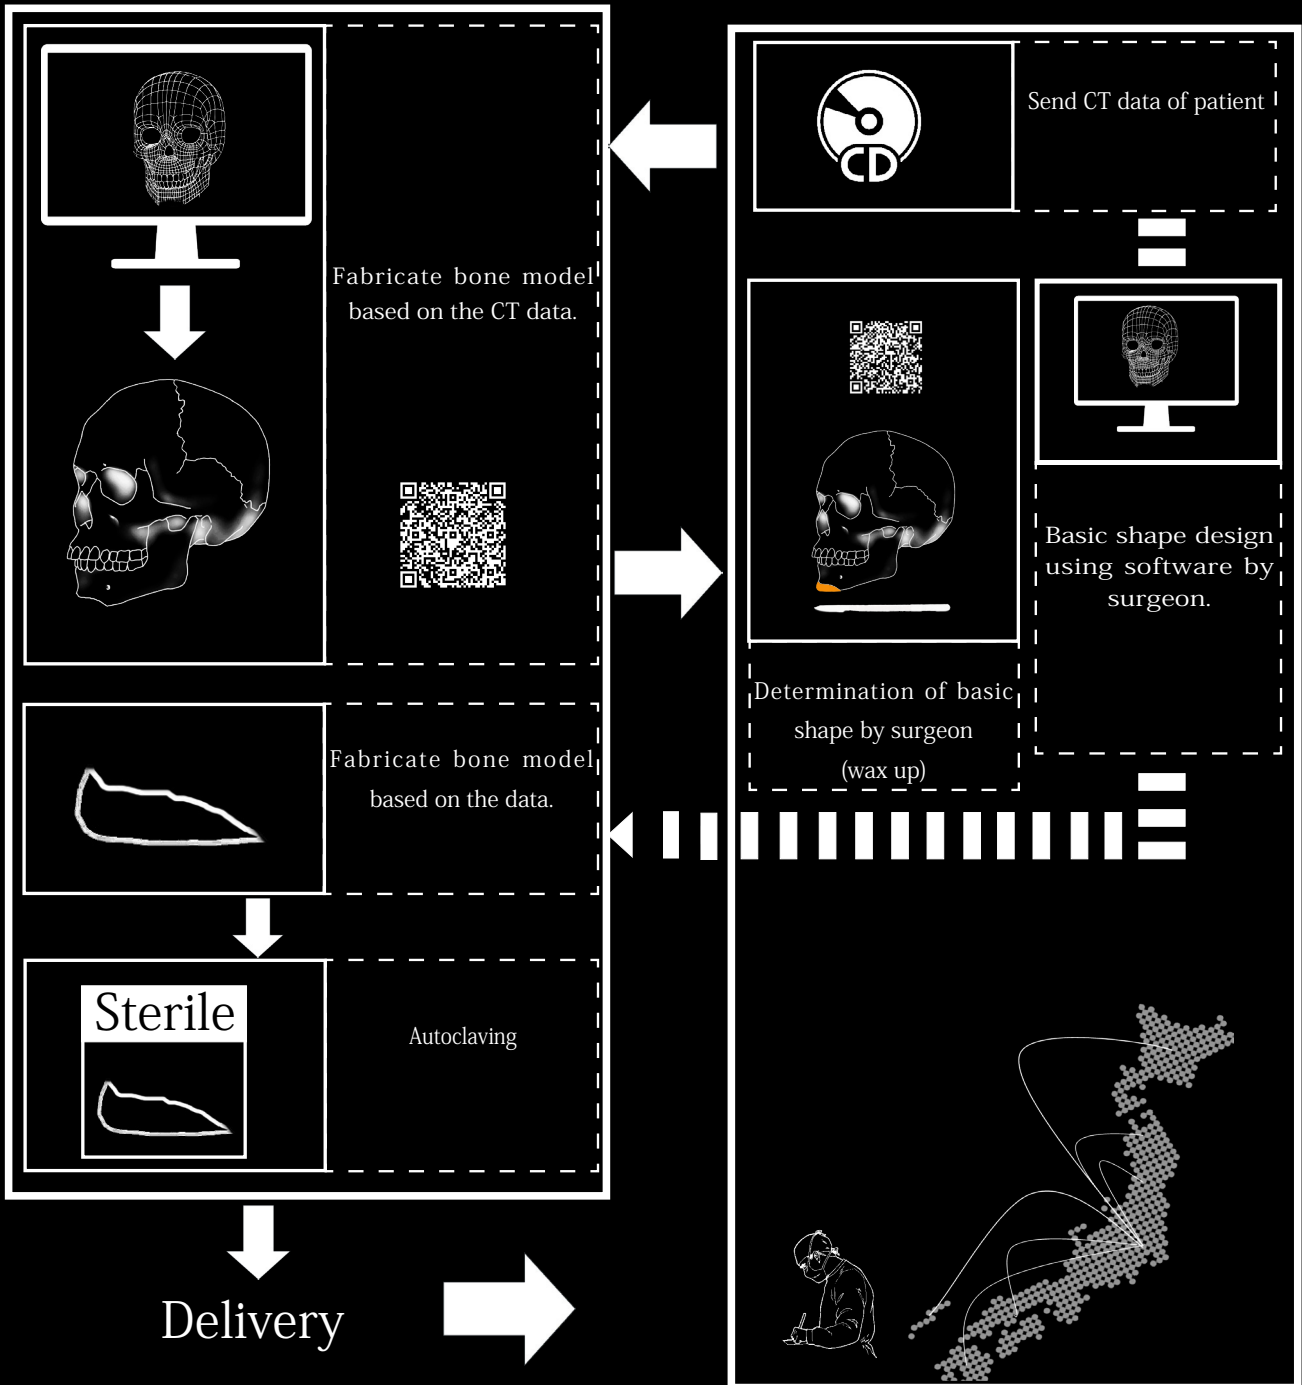 Fabricate bone model
based on the CT data.
Fabricate bone model
based on the data.
Sterile
Autoclaving
Delivery
CD
Send CT data of patient
Determination of basic
shape by surgeon
(wax up)
Basic shape design
using software by
surgeon.